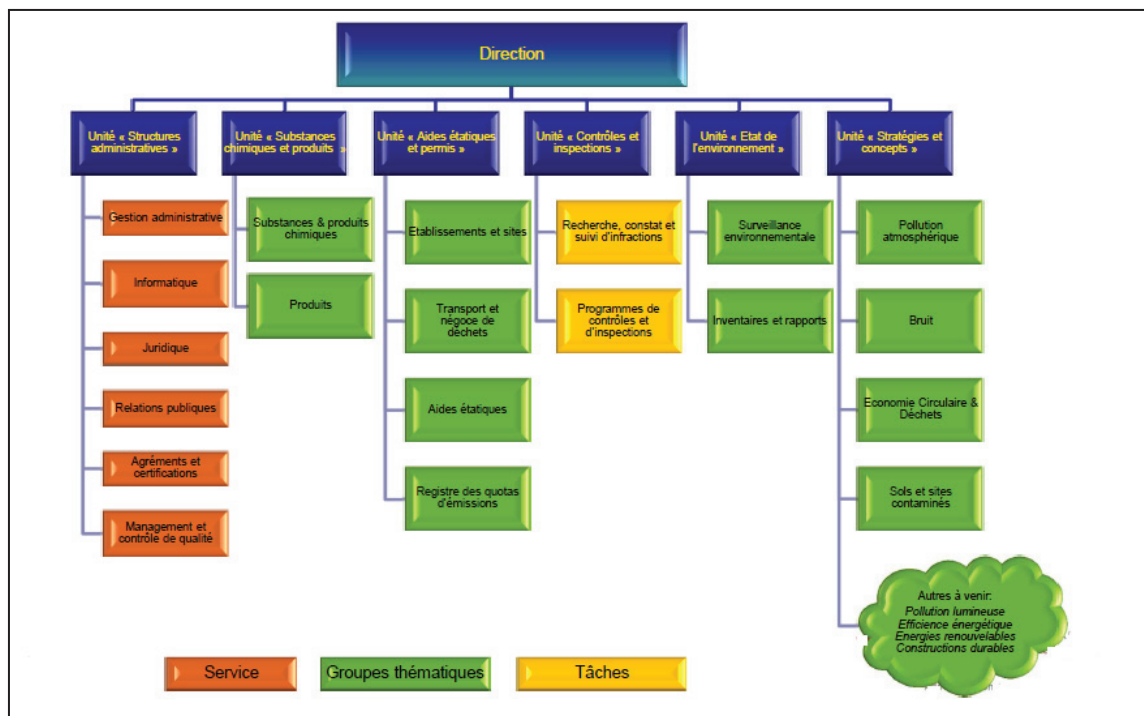 Direction
Unité « Structures
administratives »
Unité « Substances
chimiques et produits »
Unité « Aides étatiques
et permis »
Unité « Contrôles et
inspections »
Unité « Etat de
l'environnement »
Unité « Stratégies et
concepts »
Gestion administrative
Informatique
Juridique
Relations publiques
Agréments et
certifications
Management et
contrôle de qualité
Substances & produits
chimiques
Produits
Etablissements et sites
Transport et
négoce de
déchets
Aides étatiques
Registre des quotas
d'émissions
Recherche, constat et
suivi d'infractions
Programmes de
contrôles et
d'inspections
Surveillance
environnementale
Inventaires et rapports
Pollution
atmosphérique
Bruit
Economie Circulaire &
Déchets
Sols et sites
contaminés
Autres à venir:
Pollution lumineuse
Efficience énergétique
Energies renouvelables
Constructions durables
Service
Groupes thématiques
Tâches